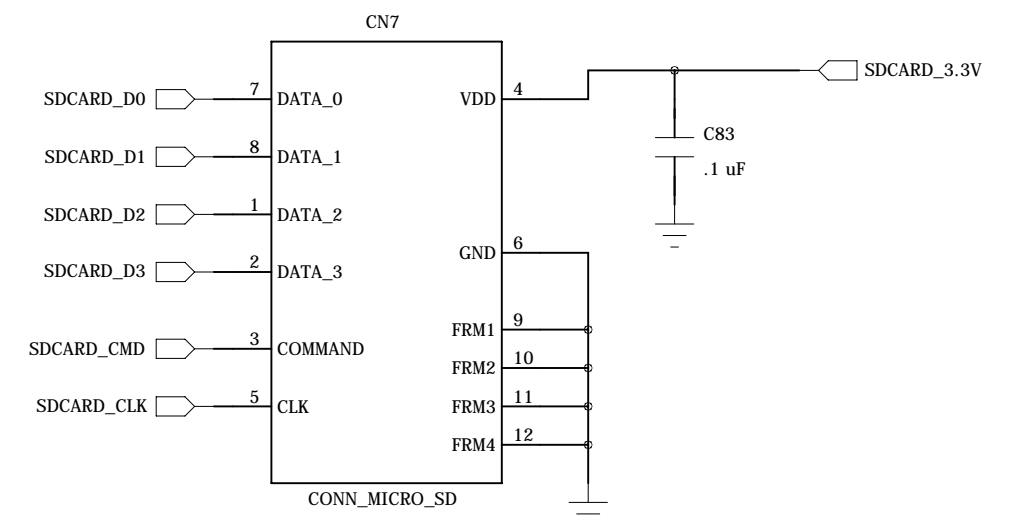 CN7
SDCARD_3.3V
SDCARD_D0 7 DATA_0 VDD 4
C83
SDCARD_D1 8 DATA_1
.1 uF
SDCARD_D2 1 DATA_2
GND 6
SDCARD_D3 2 DATA_3
FRM1 9
SDCARD_CMD 3 COMMAND
FRM2 10
SDCARD_CLK 5 CLK FRM3 11
FRM4 12
CONN_MICRO_SD